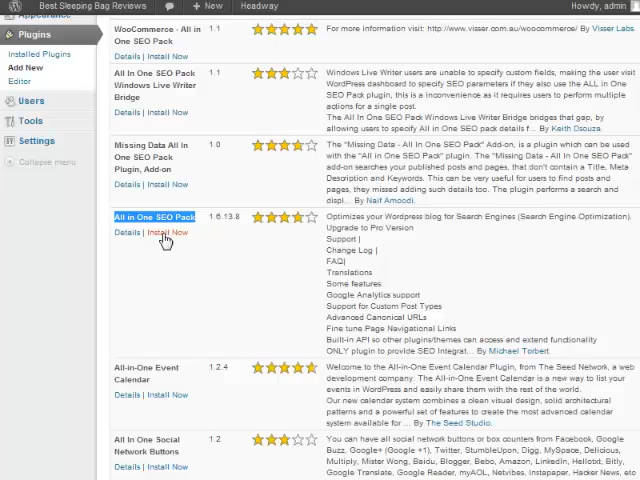 Best Sleeping Bag Reviews
+ New
Headway
Howdy, admin
Appearance
Plugins
Installed Plugins
Add New
Editor
Users
Tools
Settings
Collapse menu
WooCommerce - All in
One SEO Pack
Details | Install Now
1.1
For more information visit: http://www.visser.com.au/woocommerce/ By Visser Labs.
All In One SEO Pack
Windows Live Writer
Bridge
Details | Install Now
1.1
Windows Live Writer users are unable to specify custom fields, making the user visit
WordPress dashboard to specify SEO parameters if they also use the ALL in One
SEO Pack plugin, this is a inconvenience as it requires users to perform multiple
actions for a single post.
The All In One SEO Pack Windows Live Writer Bridge bridges that gap, by
allowing users to specify All in One SEO pack details f... By Keith Dsouza.
Missing Data All In
One SEO Pack
Plugin, Add-on
Details | Install Now
1.0
The "Missing Data - All In One SEO Pack" Add-on, is a plugin which can be used
with the "All in One SEO Pack" plugin. The "Missing Data - All in One SEO Pack"
add-on searches your published posts and pages, that don't contain a Title, Meta
Description and Keywords. This can be very useful for users to find posts and
pages, they missed adding such details too. The plugin performs a search and
displ... By Naif Amoodi.
All in One SEO Pack
Details | Install Now
1.6.13.8
Optimizes your Wordpress blog for Search Engines (Search Engine Optimization).
Upgrade to Pro Version
Support |
Change Log |
FAQ|
Translations
Some features:
Google Analytics support
Support for Custom Post Types
Advanced Canonical URLs
Fine tune Page Navigational Links
Built-in API so other plugins/themes can access and extend functionality
ONLY plugin to provide SEO Integrat... By Michael Torbert
All-in-One Event
Calendar
Details | Install Now
1.2.4
Welcome to the All-in-One Event Calendar Plugin, from The Seed Network, a web
development company. The All-in-One Event Calendar is a new way to list your
events in WordPress and easily share them with the rest of the world.
Our new calendar system combines a clean visual design, solid architectural
patterns and a powerful set of features to create the most advanced calendar
system available for ... By The Seed Studio.
All In One Social
Network Buttons
Details | Install Now
1.2
You can have all social network buttons or box counters from Facebook, Google
Buzz, Google+ (Google +1), Twitter, StumbleUpon, Digg, MySpace, Delicious,
Multiply, Mister Wong, Baidu, Blogger, Bebo, Amazon, LinkedIn, Hellotxt, Bitly,
Google Translate, Google Reader, myAOL, Netvibes, Instapaper, Hacker News, etc